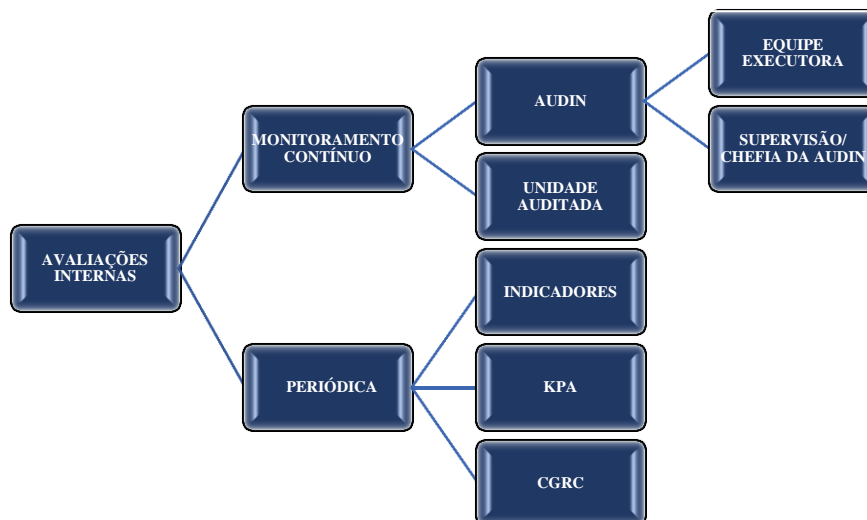 EQUIPE
EXECUTORA
AUDIN
SUPERVISÃO/
CHEFIA DA AUDIN
MONITORAMENTO
CONTÍNUO
UNIDADE
AUDITADA
AVALIAÇÕES
INTERNAS
INDICADORES
PERIÓDICA
KPA
CGRC